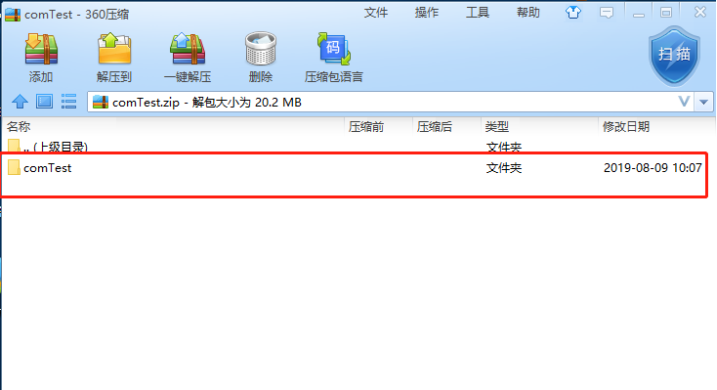 comTest - 360压缩 文件 操作 工具 帮助
添加 解压到 一键解压 删除 码 压缩包语言 扫描
comTest.zip - 解包大小为 20.2 MB
名称 压缩前 压缩后 类型 修改日期
.. (上级目录) 文件夹
comTest 文件夹 2019-08-09 10:07